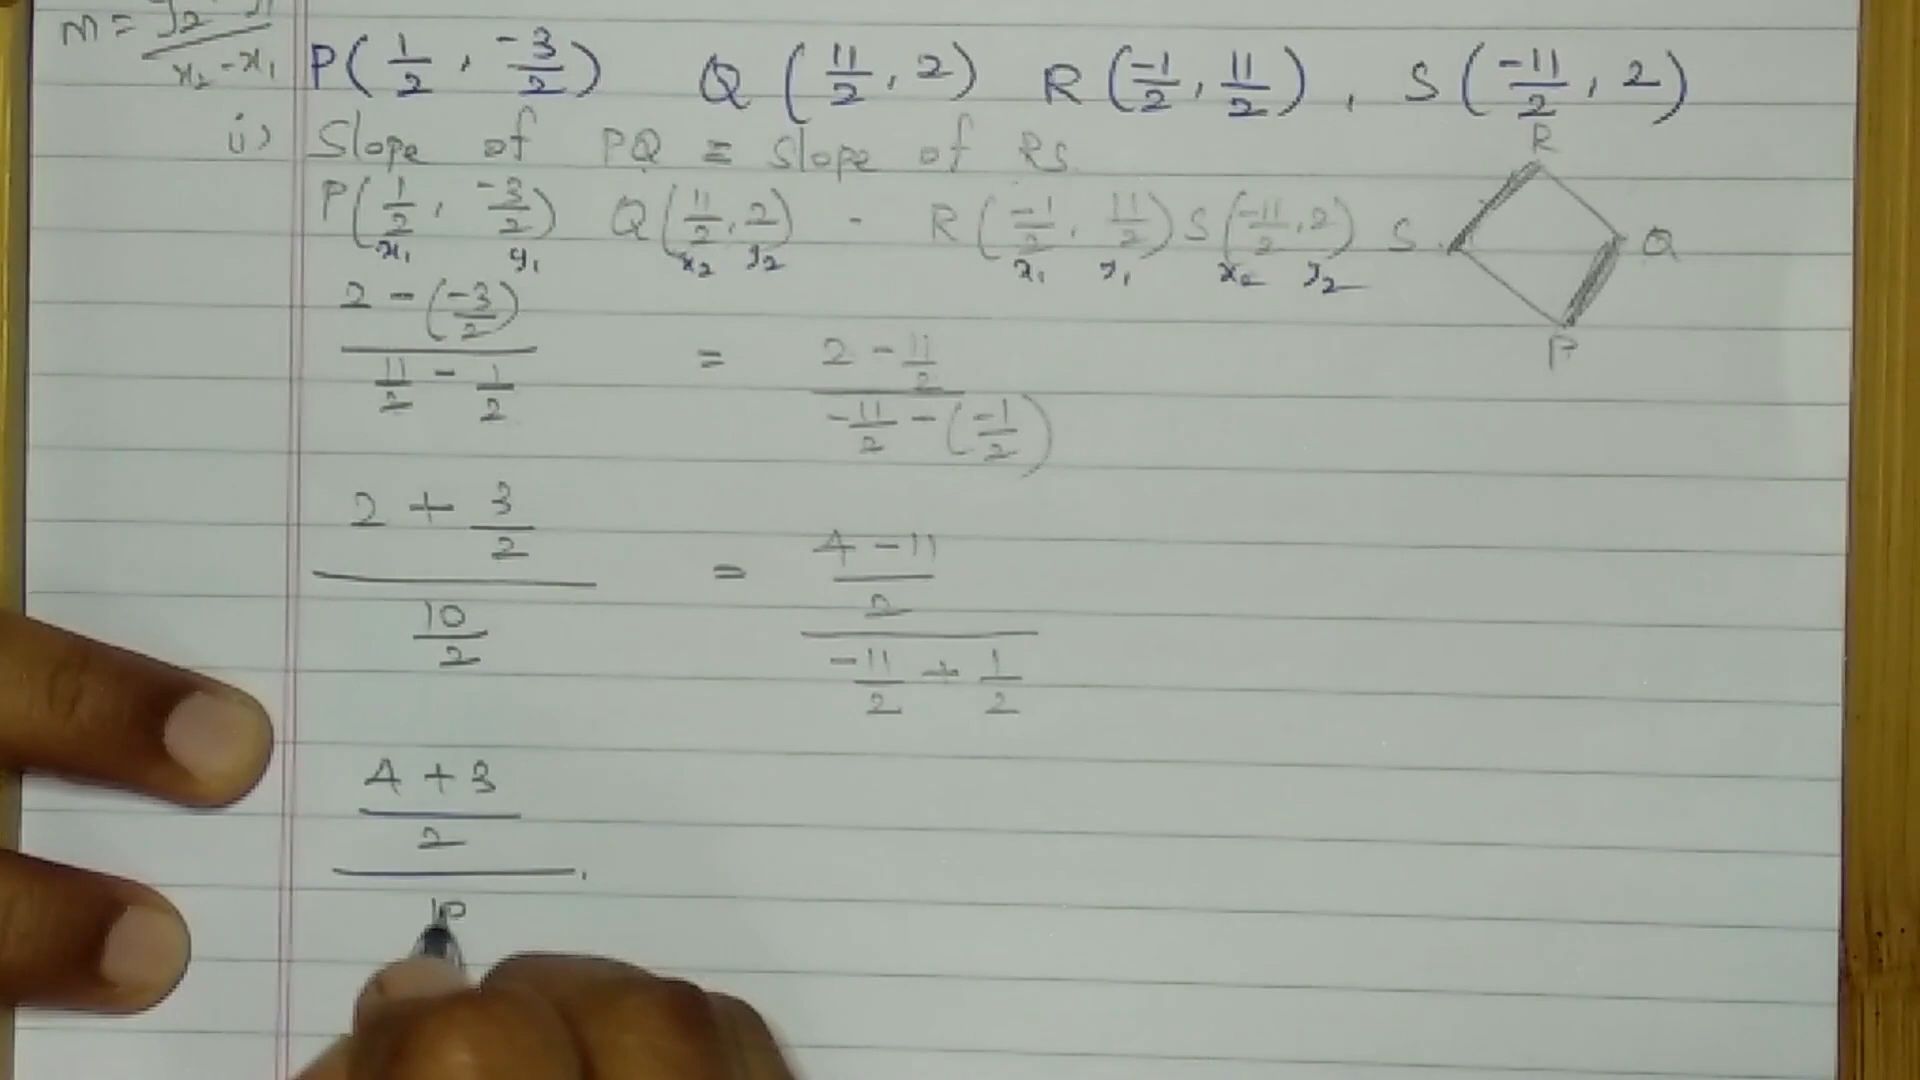 m = y2 - y1 / x2 - x1
P(1/2, -3/2) Q(11/2, 2) R(-1/2, 11/2), S(-11/2, 2)
ii) Slope of PQ = Slope of RS
R
P(1/2, -3/2) Q(11/2, 2) - R(-1/2, 11/2) S(-11/2, 2)
x1 y1 x2 y2 x1 y1 x2 y2
S Q
P
2 - (-3/2) / 11/2 - 1/2 = 2 - 11/2 / -11/2 - (-1/2)
2 + 3/2 / 10/2 = 4 - 11/2 / -11/2 + 1/2
4 + 3/2 / 10